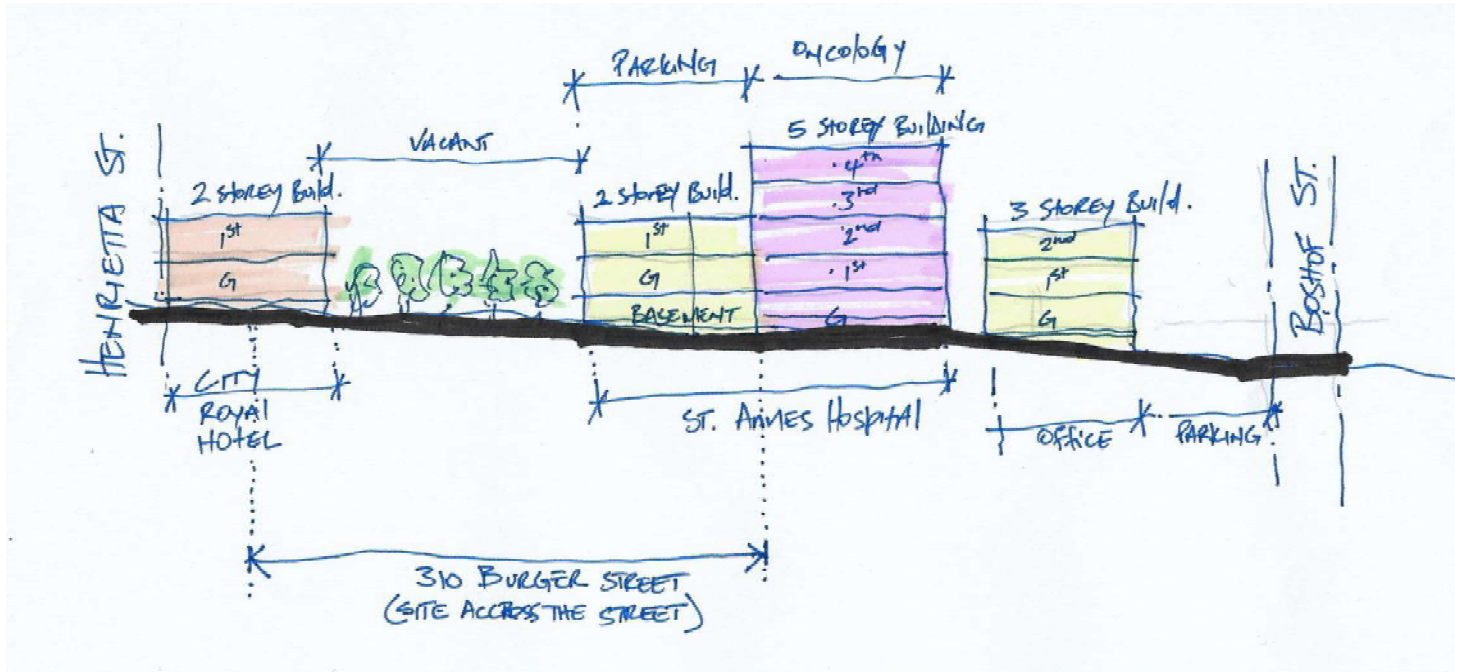 PARKING
ONCOLOGY
HENRIETTA ST.
VACANT
5 STOREY BUILDING
4th
3rd
2nd
1st
G
2 STOREY BUILD.
1st
G
2 STOREY BUILD.
1st
G
BASEMENT
3 STOREY BUILD.
2nd
1st
G
BOSHOF ST.
CITY
ROYAL
HOTEL
ST. ANNES HOSPITAL
OFFICE
PARKING
310 BURGER STREET
(SITE ACCROSS THE STREET)